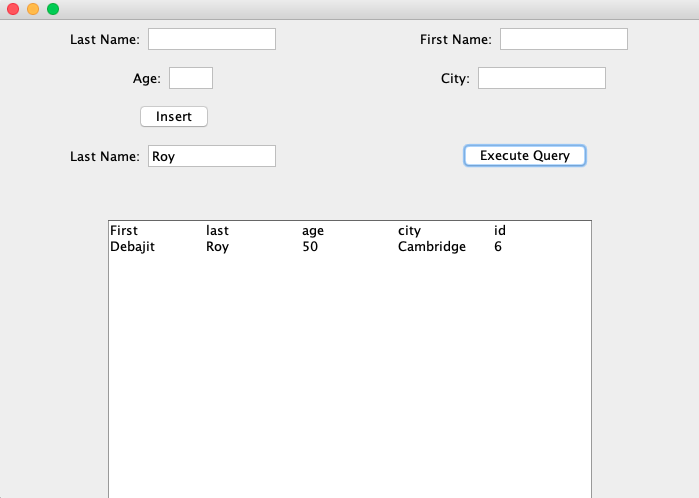 Last Name: First Name:
Age: City:
Insert
Last Name: Roy Execute Query
First last age city id
Debajit Roy 50 Cambridge 6